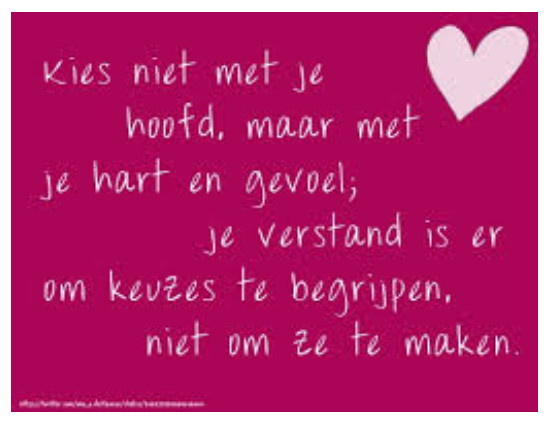 Kies niet met je
hoofd, maar met
je hart en gevoel;
je verstand is er
om keuzes te begrijpen,
niet om ze te maken.